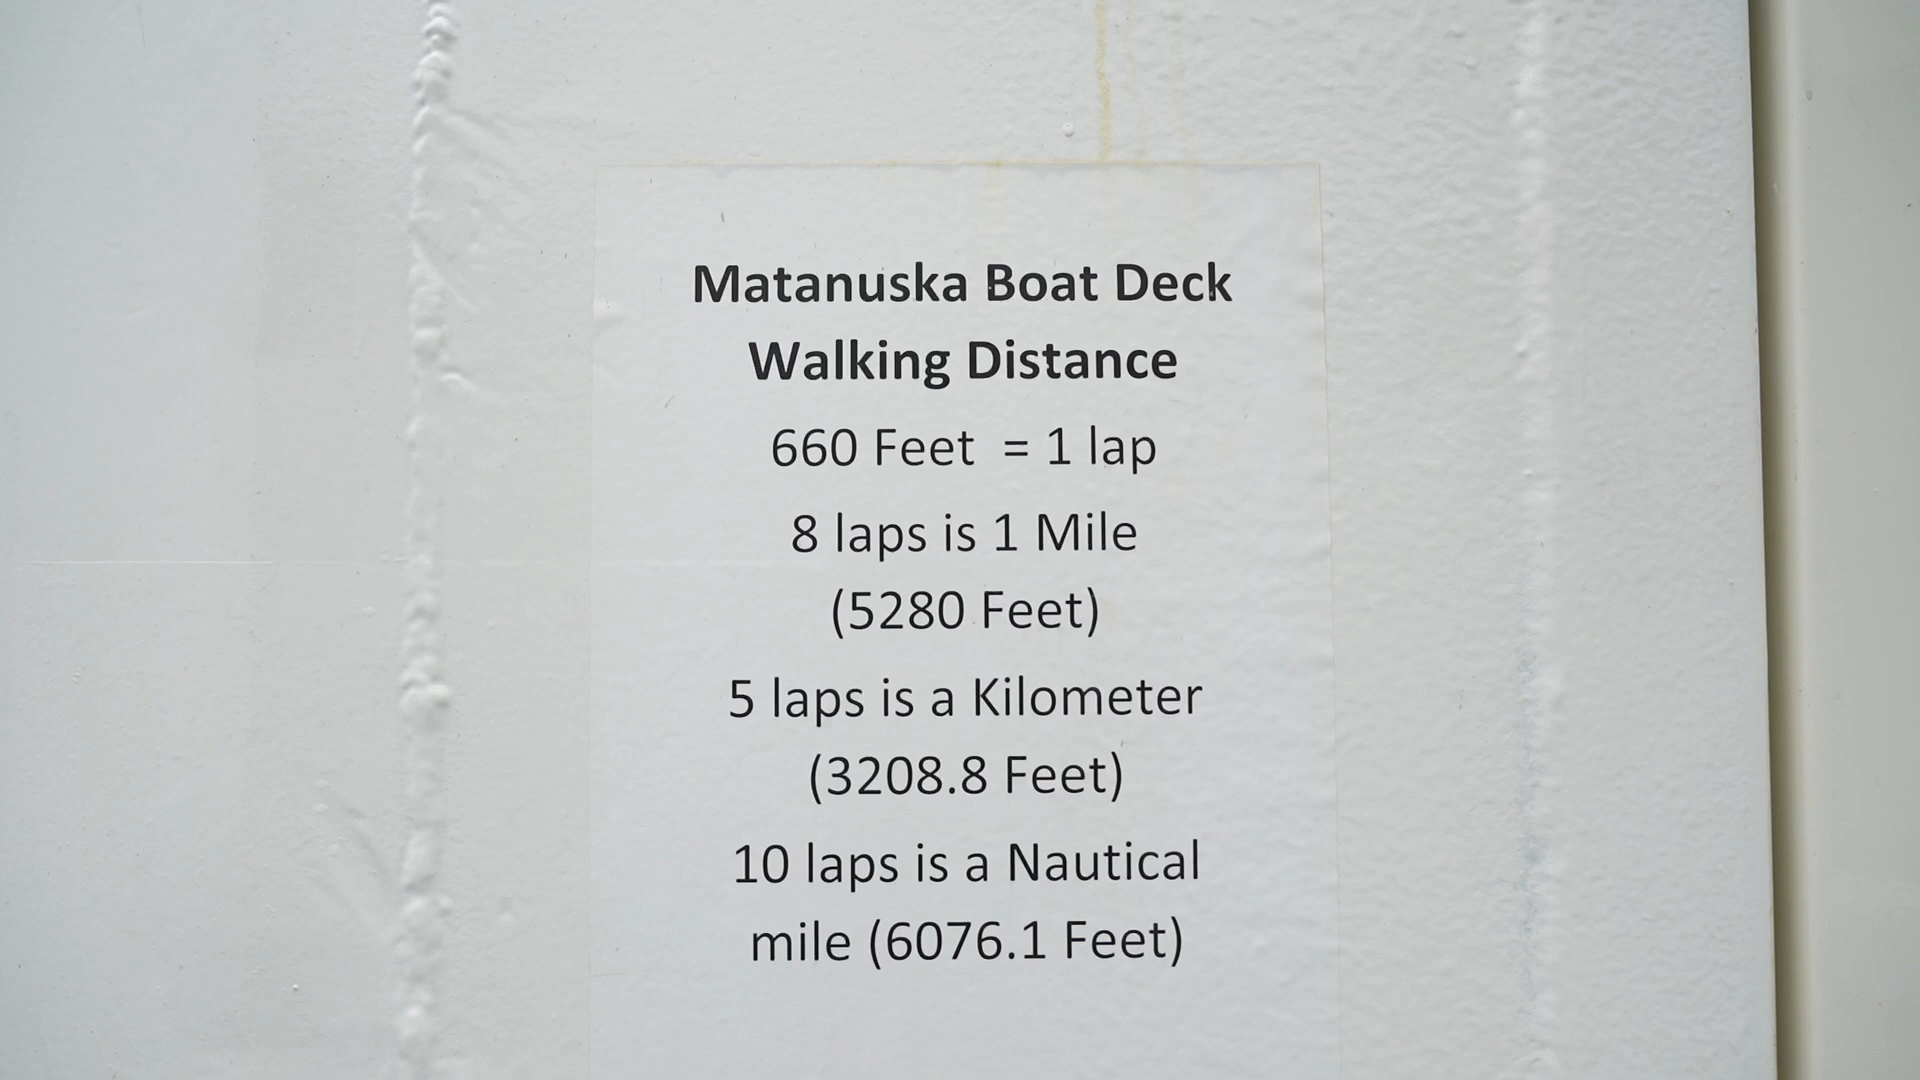 Matanuska Boat Deck
Walking Distance
660 Feet = 1 lap
8 laps is 1 Mile
(5280 Feet)
5 laps is a Kilometer
(3208.8 Feet)
10 laps is a Nautical
mile (6076.1 Feet)